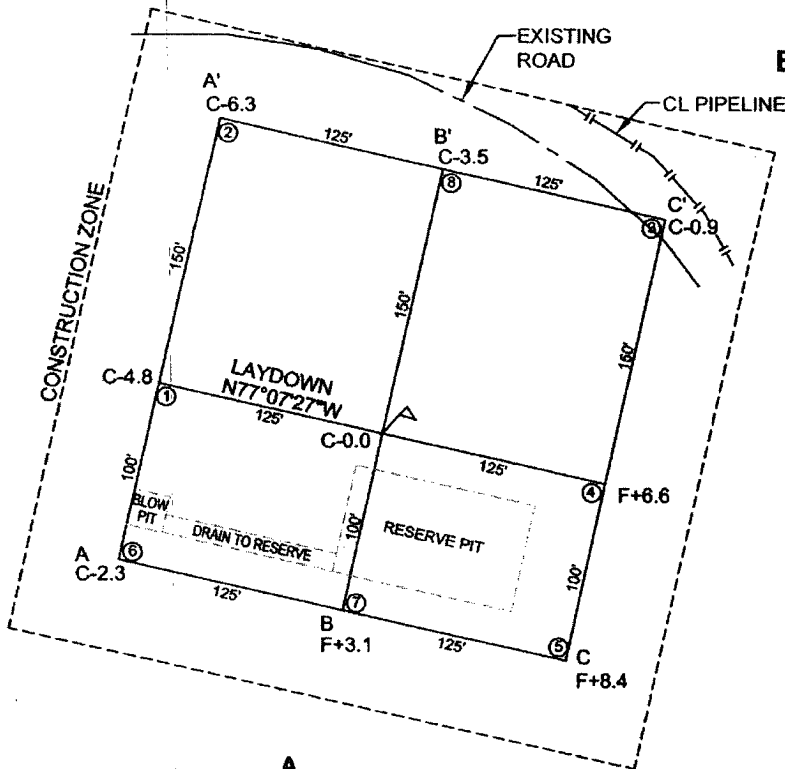 EXISTING
ROAD
E
CL PIPELINE
A'
C-6.3
②
125'
B'
C-3.5
⑧
125'
C'
C-0.9
CONSTRUCTION ZONE
150'
150'
LAYDOWN
N77°07'27"W
C-4.8
①
125'
C-0.0
125'
④
F+6.6
100'
BLOW
PIT
DRAIN TO RESERVE
100'
RESERVE PIT
100'
A
C-2.3
⑥
125'
⑦
B
F+3.1
125'
⑤
C
F+8.4
A